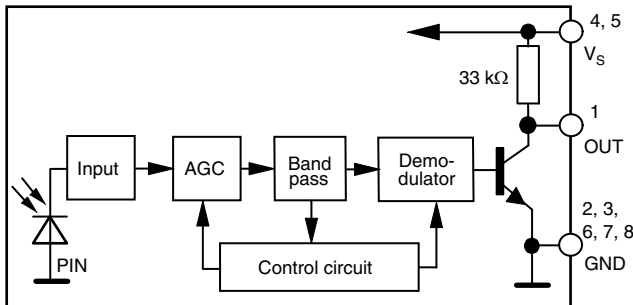 4, 5
V_S
33 kΩ
1
OUT
Input
AGC
Band
pass
Demo-
dulator
2, 3,
6, 7, 8
GND
PIN
Control circuit